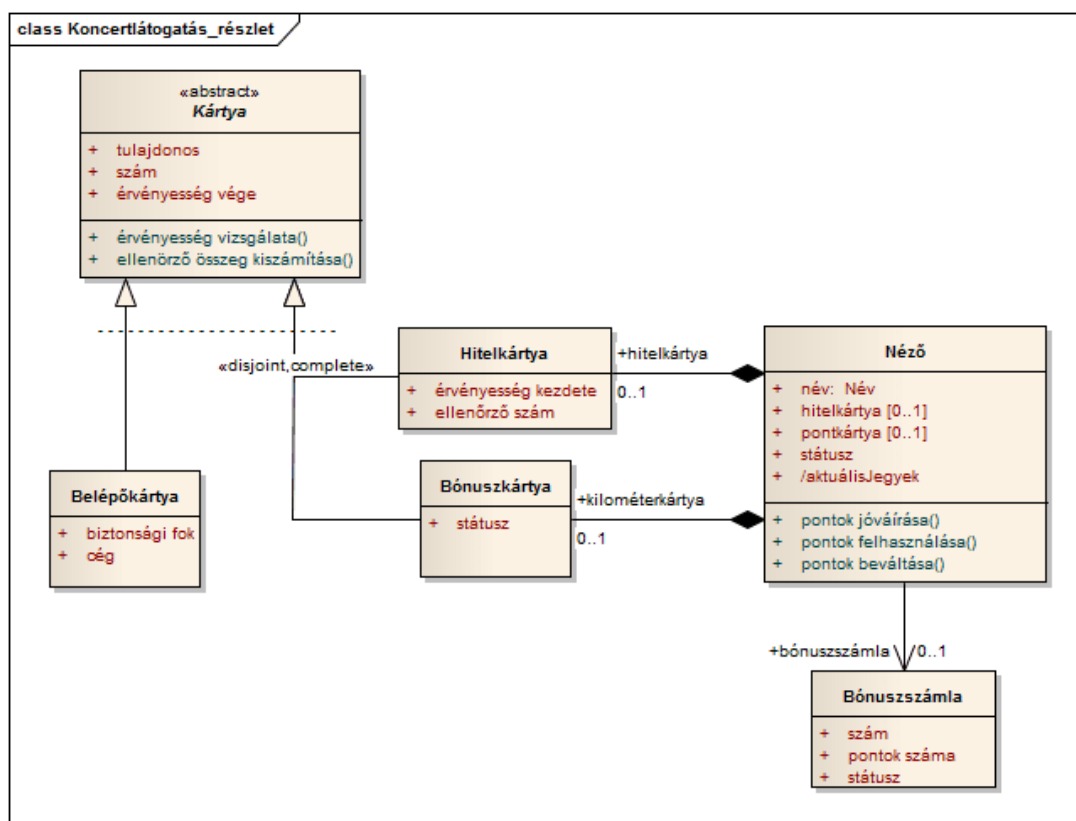 class Koncertlátogatás_részlet
«abstract»
Kártya
+ tulajdonos
+ szám
+ érvényesség vége
+ érvényesség vizsgálata()
+ ellenörző összeg kiszámítása()
«disjoint,complete»
Hitelkártya
+ érvényesség kezdete
+ ellenőrző szám
+hitelkártya
0..1
Néző
+ név: Név
+ hitelkártya [0..1]
+ pontkártya [0..1]
+ státusz
+ /aktuálisJegyek
+ pontok jóváírása()
+ pontok felhasználása()
+ pontok beváltása()
Belépőkártya
+ biztonsági fok
+ cég
Bónuszkártya
+ státusz
+kilométerkártya
0..1
+bónuszszámla
0..1
Bónuszszámla
+ szám
+ pontok száma
+ státusz